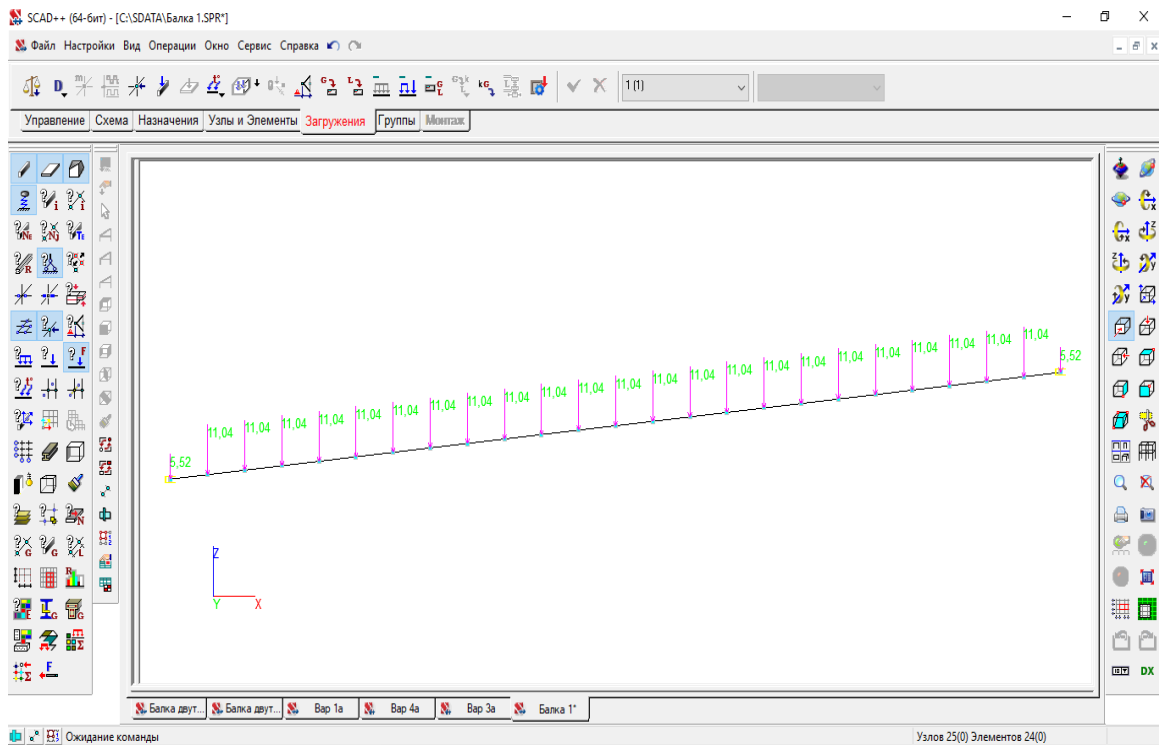 SCAD++ (64-бит) - [C:\SDATA\Балка 1.SPR*]
Файл Настройки Вид Операции Окно Сервис Справка
1 (1)
Управление Схема Назначения Узлы и Элементы Загружения Группы Монтаж
5,52 11,04 11,04 11,04 11,04 11,04 11,04 11,04 11,04 11,04 11,04 11,04 11,04 11,04 11,04 11,04 11,04 11,04 11,04 11,04 11,04 11,04 11,04 11,04 5,52
Z
Y X
DX
Балка двут... Балка двут... Вар 1а Вар 4а Вар 3а Балка 1*
Ожидание команды Узлов 25(0) Элементов 24(0)